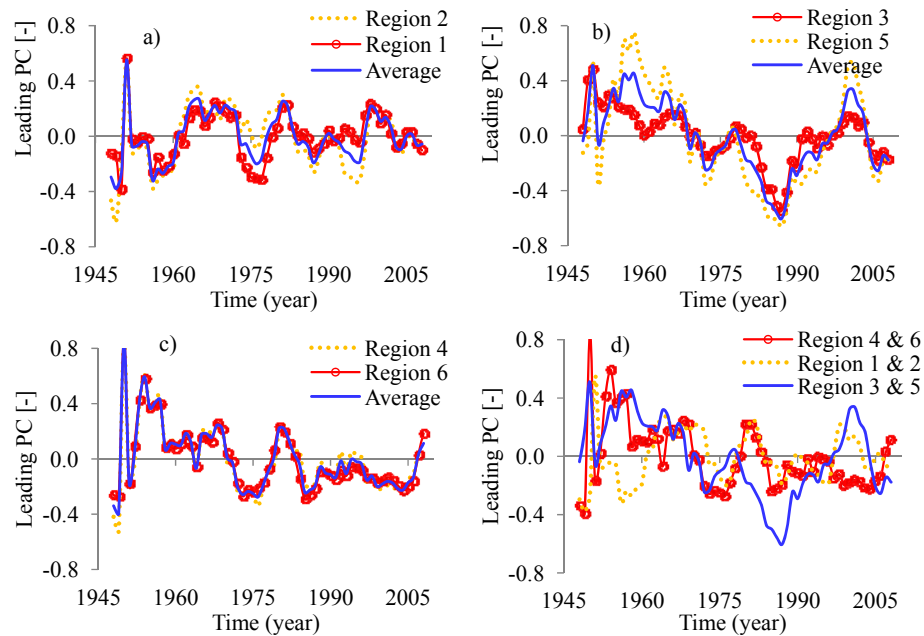 Leading PC [-]
0.8
0.4
0.0
-0.4
-0.8
a)
Region 2
Region 1
Average
1945 1960 1975 1990 2005
Time (year)
Leading PC [-]
0.8
0.4
0.0
-0.4
-0.8
b)
Region 3
Region 5
Average
1945 1960 1975 1990 2005
Time (year)
Leading PC [-]
0.8
0.4
0.0
-0.4
-0.8
c)
Region 4
Region 6
Average
1945 1960 1975 1990 2005
Time (year)
Leading PC [-]
0.8
0.4
0.0
-0.4
-0.8
d)
Region 4 & 6
Region 1 & 2
Region 3 & 5
1945 1960 1975 1990 2005
Time (year)